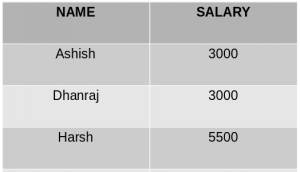 NAME SALARY
Ashish 3000
Dhanraj 3000
Harsh 5500